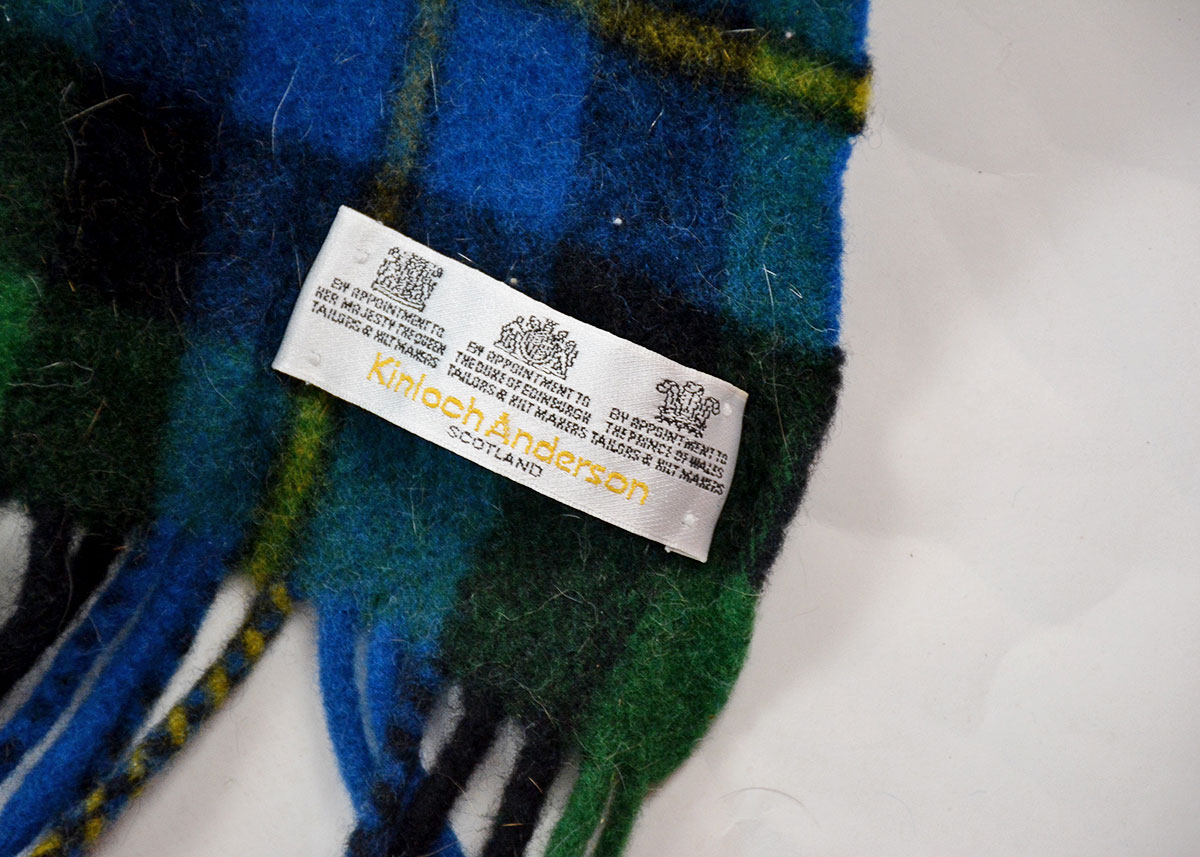 BY APPOINTMENT TO
HER MAJESTY THE QUEEN
TAILORS & KILT MAKERS
BY APPOINTMENT TO
THE DUKE OF EDINBURGH
TAILORS & KILT MAKERS
BY APPOINTMENT TO
THE PRINCE OF WALES
TAILORS & KILT MAKERS
Kinloch Anderson
SCOTLAND